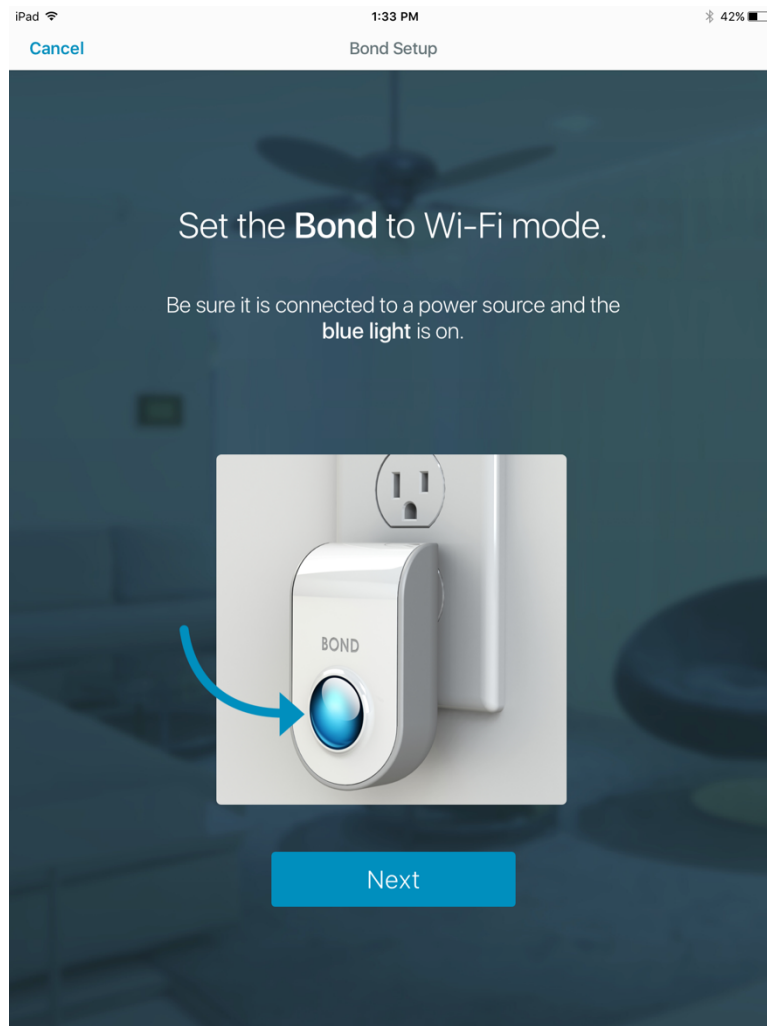 iPad 1:33 PM 42%
Cancel Bond Setup
Set the Bond to Wi-Fi mode.
Be sure it is connected to a power source and the
blue light is on.
BOND
Next